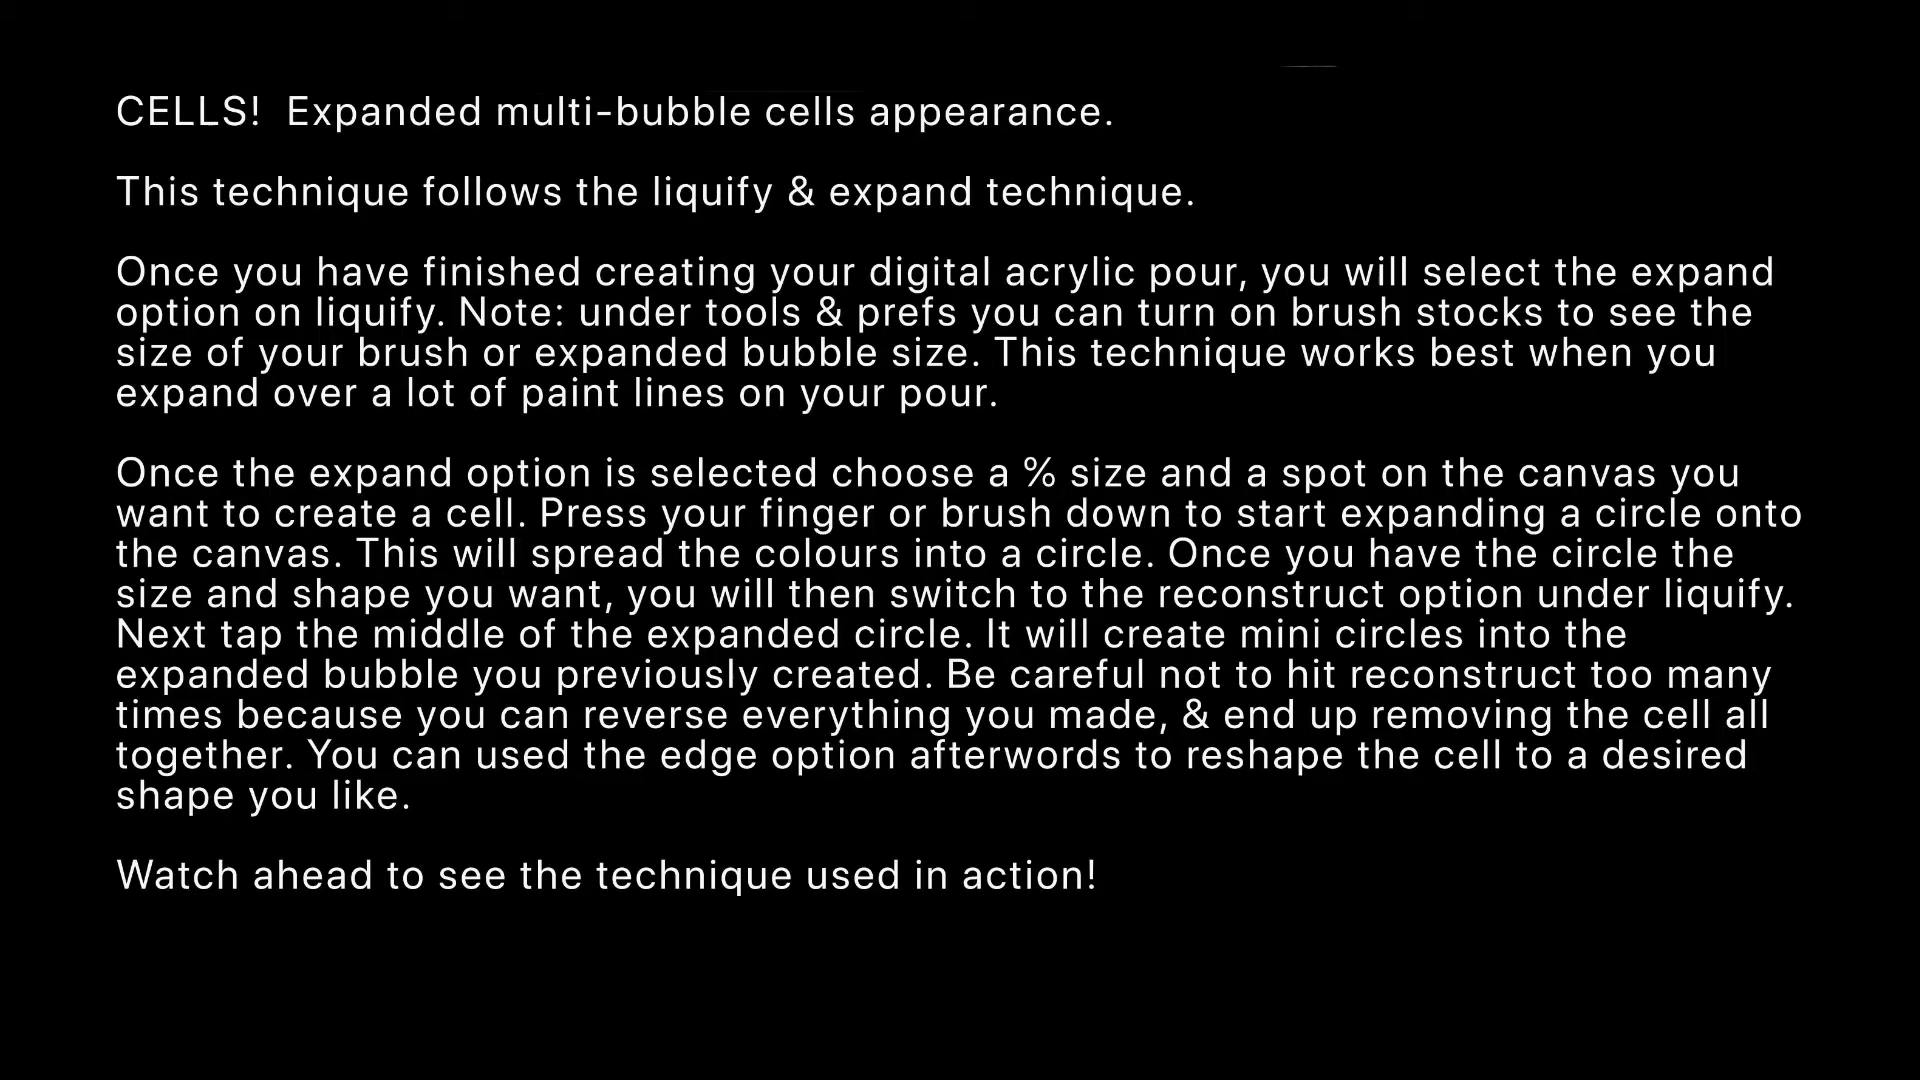 CELLS!  Expanded multi-bubble cells appearance.
This technique follows the liquify & expand technique.
Once you have finished creating your digital acrylic pour, you will select the expand
option on liquify. Note: under tools & prefs you can turn on brush stocks to see the
size of your brush or expanded bubble size. This technique works best when you
expand over a lot of paint lines on your pour.
Once the expand option is selected choose a % size and a spot on the canvas you
want to create a cell. Press your finger or brush down to start expanding a circle onto
the canvas. This will spread the colours into a circle. Once you have the circle the
size and shape you want, you will then switch to the reconstruct option under liquify.
Next tap the middle of the expanded circle. It will create mini circles into the
expanded bubble you previously created. Be careful not to hit reconstruct too many
times because you can reverse everything you made, & end up removing the cell all
together. You can used the edge option afterwords to reshape the cell to a desired
shape you like.
Watch ahead to see the technique used in action!